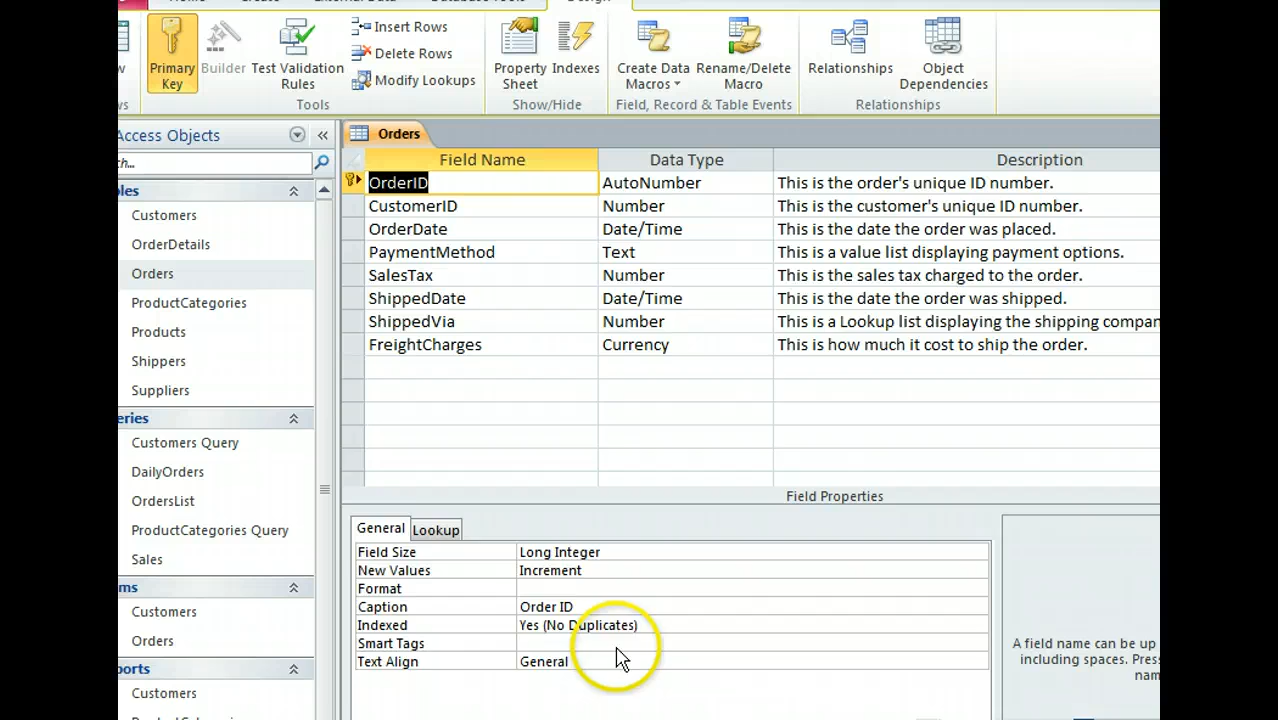 Design
Insert Rows
Delete Rows
Modify Lookups
Primary Key
Builder
Test Validation Rules
Property Sheet
Indexes
Create Data Macros
Rename/Delete Macro
Relationships
Object Dependencies
Tools
Show/Hide
Field, Record & Table Events
Relationships
Access Objects
Orders
Field Name Data Type Description
OrderID AutoNumber This is the order's unique ID number.
CustomerID Number This is the customer's unique ID number.
OrderDate Date/Time This is the date the order was placed.
PaymentMethod Text This is a value list displaying payment options.
SalesTax Number This is the sales tax charged to the order.
ShippedDate Date/Time This is the date the order was shipped.
ShippedVia Number This is a Lookup list displaying the shipping compan
FreightCharges Currency This is how much it cost to ship the order.
Customers
OrderDetails
Orders
ProductCategories
Products
Shippers
Suppliers
eries
Customers Query
DailyOrders
OrdersList
ProductCategories Query
Sales
Customers
Orders
ports
Customers
Field Properties
General Lookup
Field Size Long Integer
New Values Increment
Format
Caption Order ID
Indexed Yes (No Duplicates)
Smart Tags
Text Align General
A field name can be up
including spaces. Press
nam